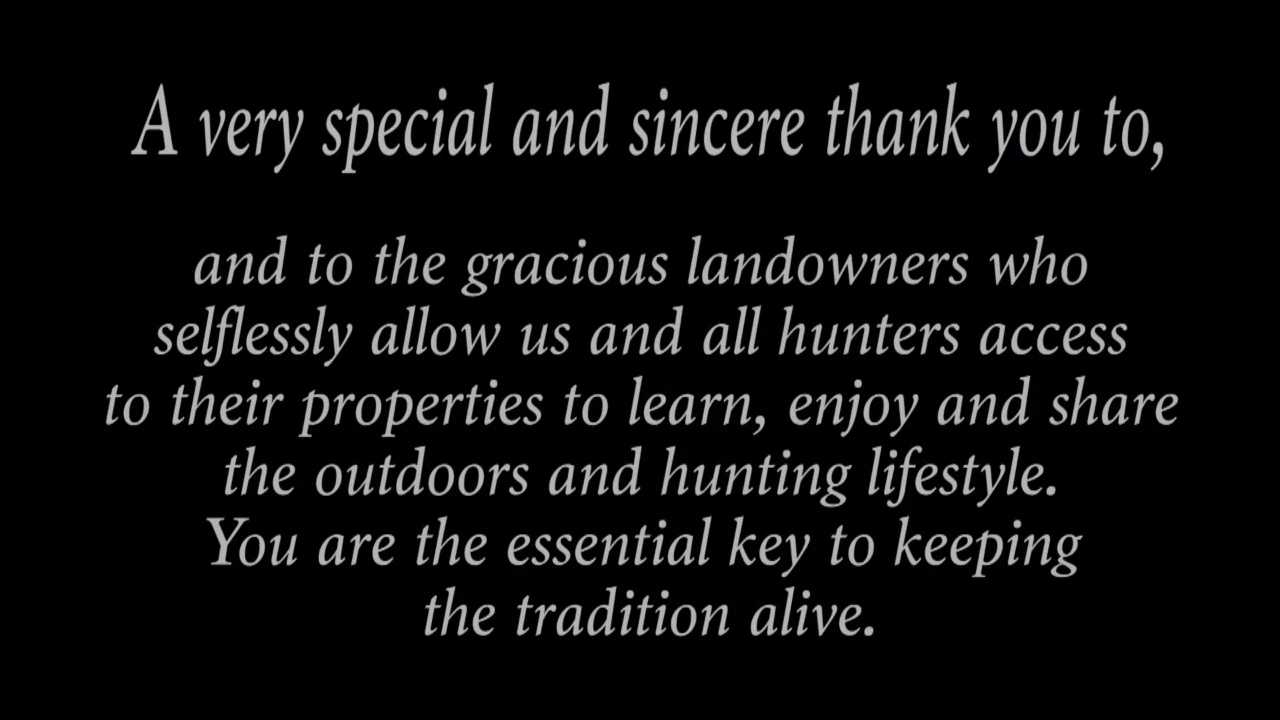 A very special and sincere thank you to,
and to the gracious landowners who
selflessly allow us and all hunters access
to their properties to learn, enjoy and share
the outdoors and hunting lifestyle.
You are the essential key to keeping
the tradition alive.